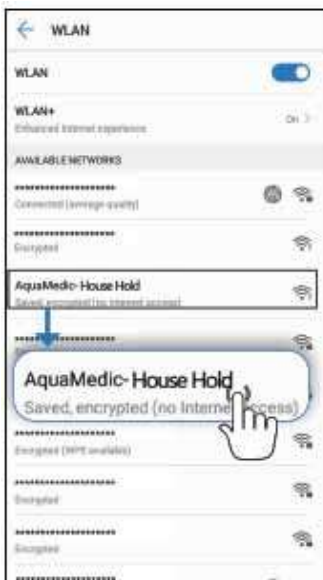 WLAN
WLAN
WLAN+
Enhanced Internet experience
On
AVAILABLE NETWORKS
********************
Connected (average quality)
********************
Encrypted
AquaMedic- House Hold
Saved, encrypted (no Internet access)
AquaMedic- House Hold
Saved, encrypted (no Internet access)
********************
Encrypted (WPS available)
********************
Encrypted
********************
Encrypted
********************